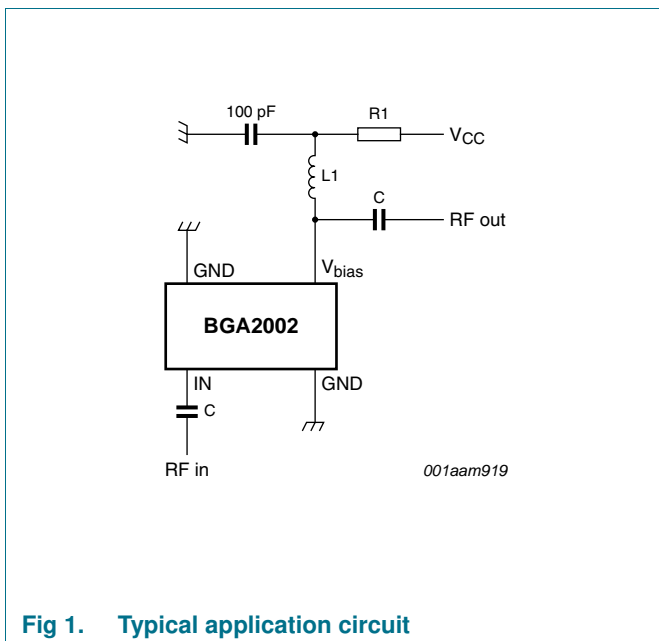 100 pF
R1
VCC
L1
C
RF out
GND
Vbias
BGA2002
IN
GND
C
RF in
001aam919
Fig 1. Typical application circuit